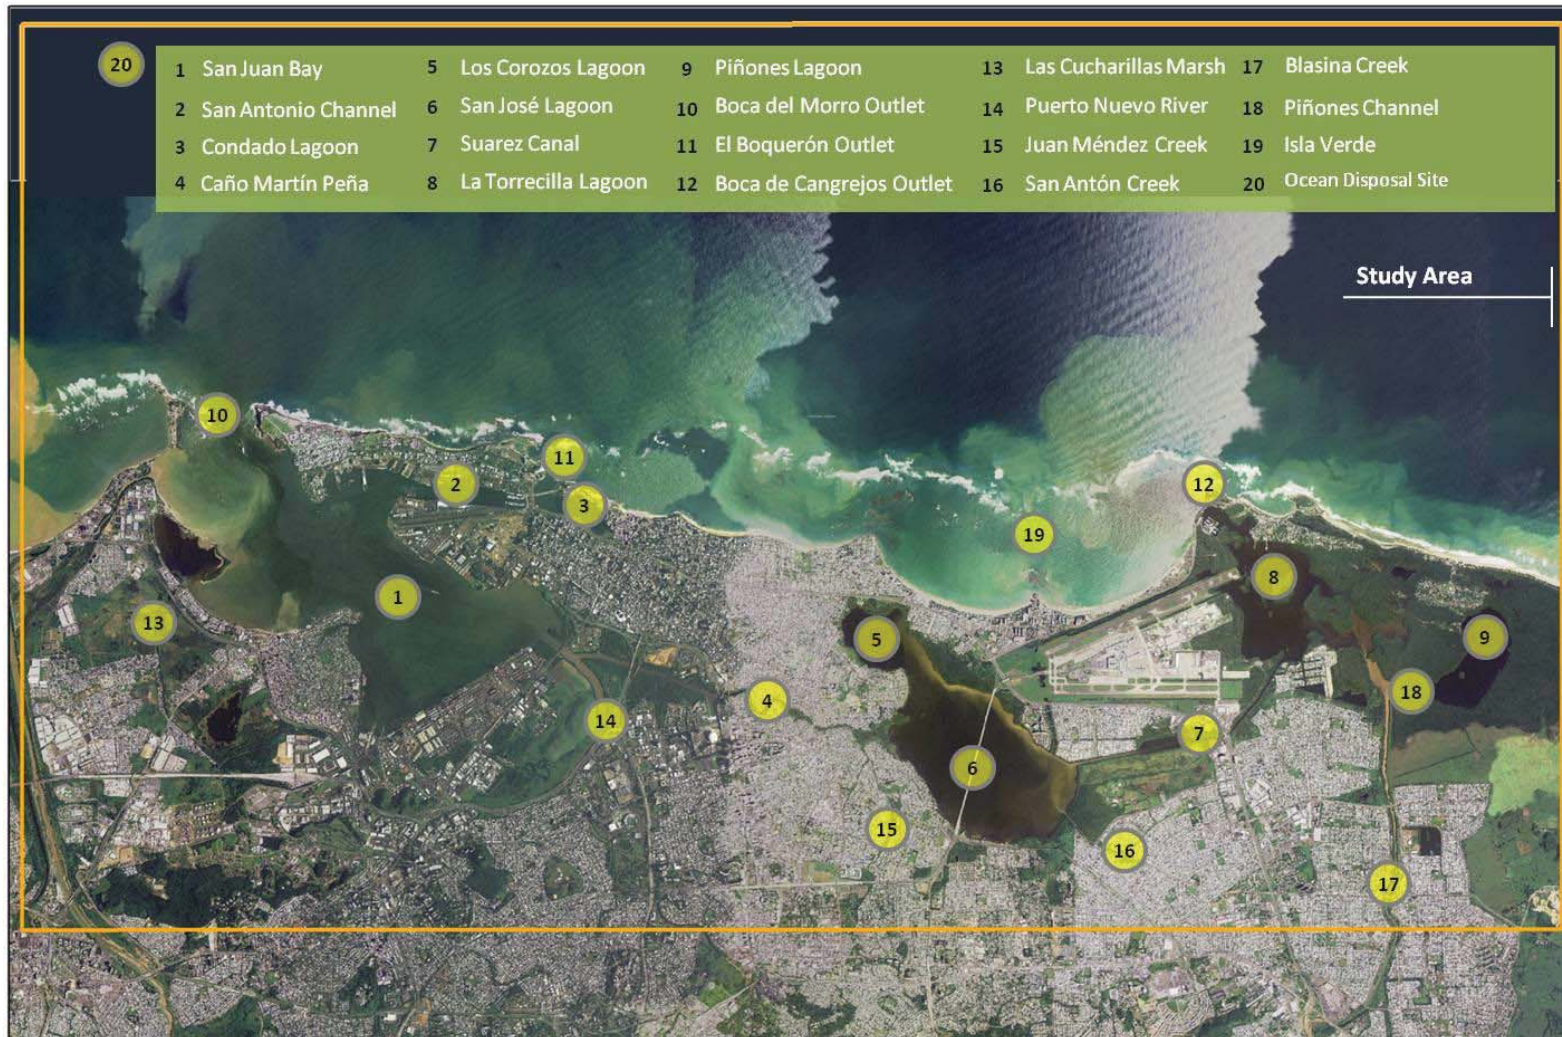 20
1 San Juan Bay
2 San Antonio Channel
3 Condado Lagoon
4 Caño Martín Peña
5 Los Corozos Lagoon
6 San José Lagoon
7 Suarez Canal
8 La Torrecilla Lagoon
9 Piñones Lagoon
10 Boca del Morro Outlet
11 El Boquerón Outlet
12 Boca de Cangrejos Outlet
13 Las Cucharillas Marsh
14 Puerto Nuevo River
15 Juan Méndez Creek
16 San Antón Creek
17 Blasina Creek
18 Piñones Channel
19 Isla Verde
20 Ocean Disposal Site
Study Area
10
11
2
3
12
19
8
1
13
5
9
4
14
18
7
6
15
16
17